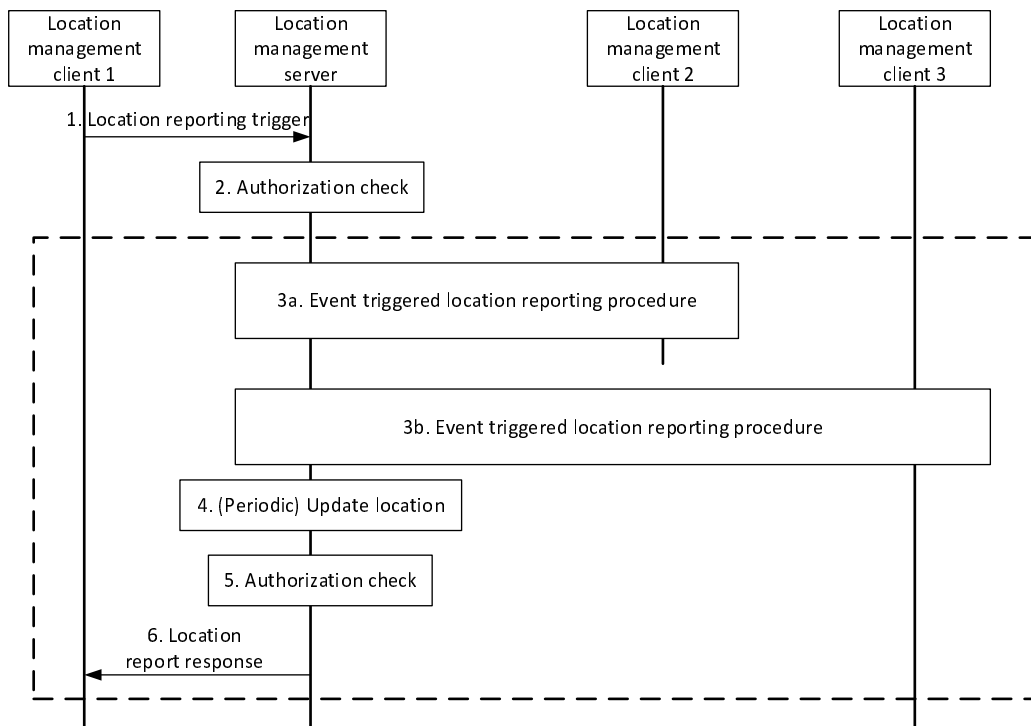 Location
management
client 1
Location
management
server
Location
management
client 2
Location
management
client 3
1. Location reporting trigger
2. Authorization check
3a. Event triggered location reporting procedure
3b. Event triggered location reporting procedure
4. (Periodic) Update location
5. Authorization check
6. Location
report response